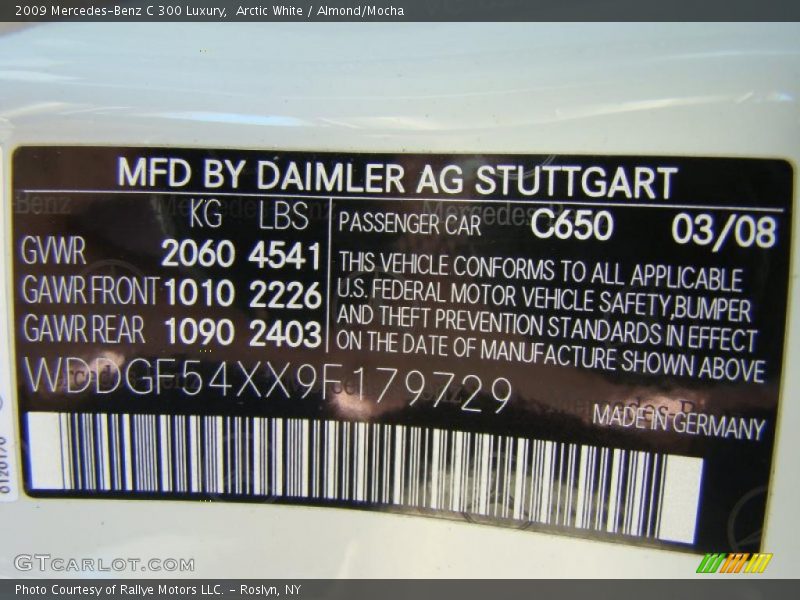 2009 Mercedes-Benz C 300 Luxury, Arctic White / Almond/Mocha
MFD BY DAIMLER AG STUTTGART
KG LBS
GVWR 2060 4541
GAWR FRONT 1010 2226
GAWR REAR 1090 2403
PASSENGER CAR C650 03/08
THIS VEHICLE CONFORMS TO ALL APPLICABLE
U.S. FEDERAL MOTOR VEHICLE SAFETY,BUMPER
AND THEFT PREVENTION STANDARDS IN EFFECT
ON THE DATE OF MANUFACTURE SHOWN ABOVE
WDDGF54XX9F179729
MADE IN GERMANY
GTCARLOT.COM
Photo Courtesy of Rallye Motors LLC. - Roslyn, NY